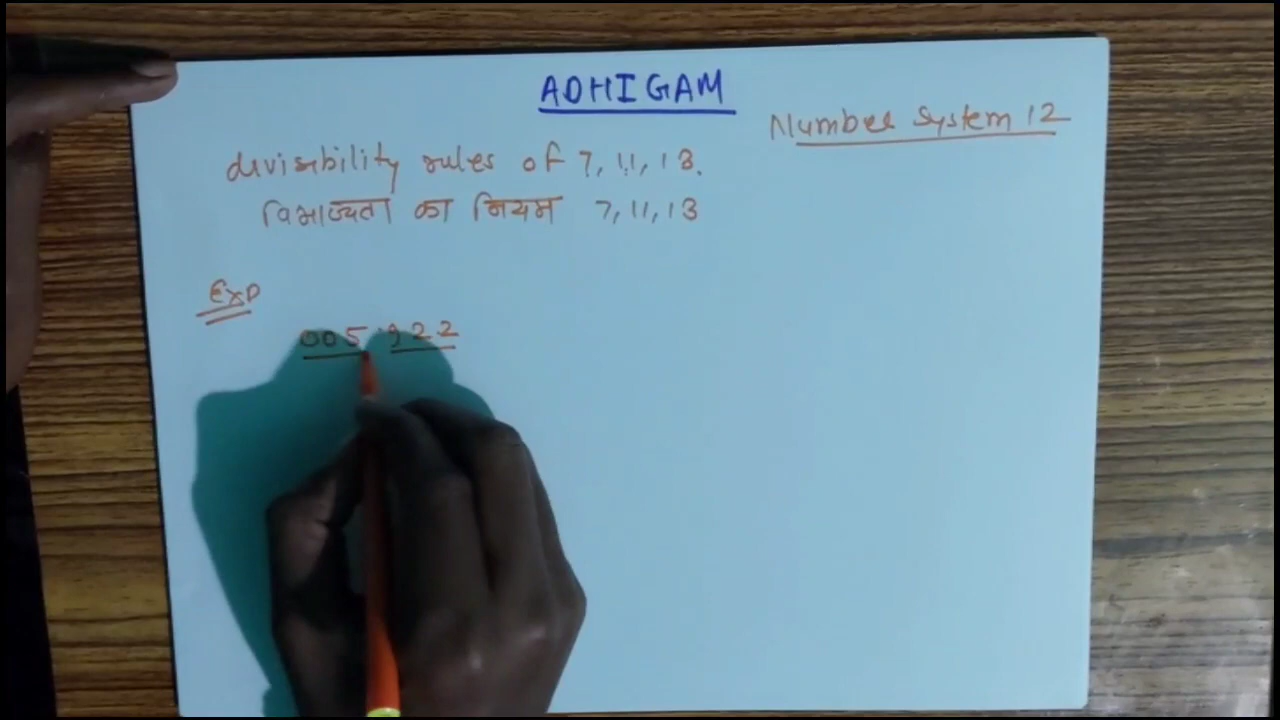 ADHIGAM
Number System 12
divisibility rules of 7, 11, 13.
विभाज्यता का नियम 7, 11, 13
Exp
005 922